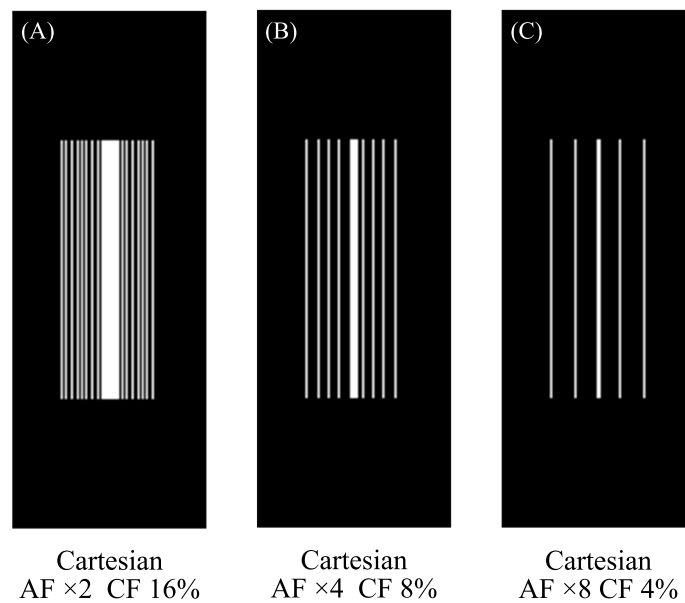 (A)
(B)
(C)
Cartesian
AF ×2 CF 16%
Cartesian
AF ×4 CF 8%
Cartesian
AF ×8 CF 4%